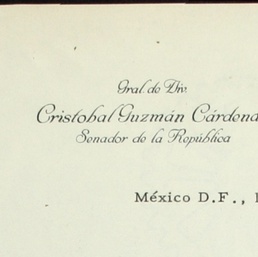 Gral. de Div.
Cristobal Guzmán Cárdena
Senador de la República
México D.F.,